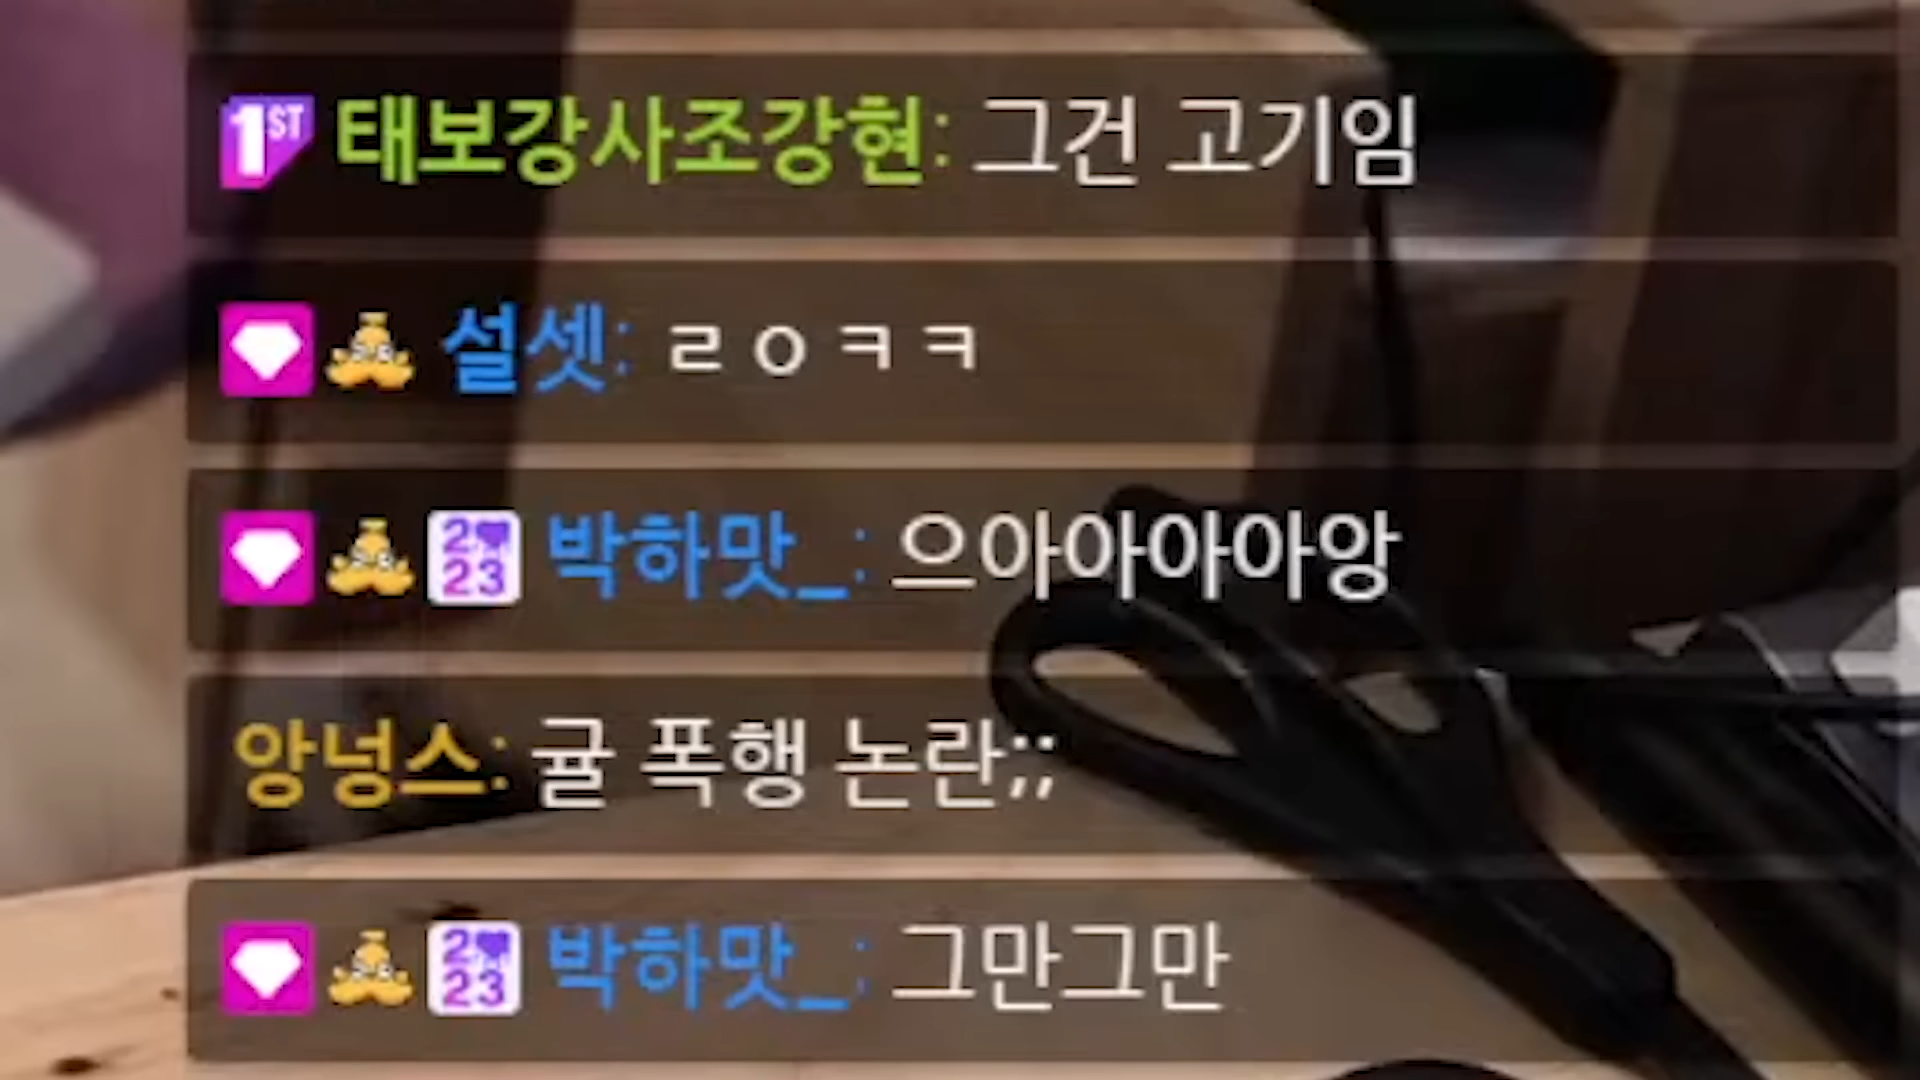 1ST 태보강사조강현: 그건 고기임
설셋: ㄹㅇㅋㅋ
2023 박하맛_: 으아아아아앙
앙넝스: 귤 폭행 논란;;
2023 박하맛_: 그만그만